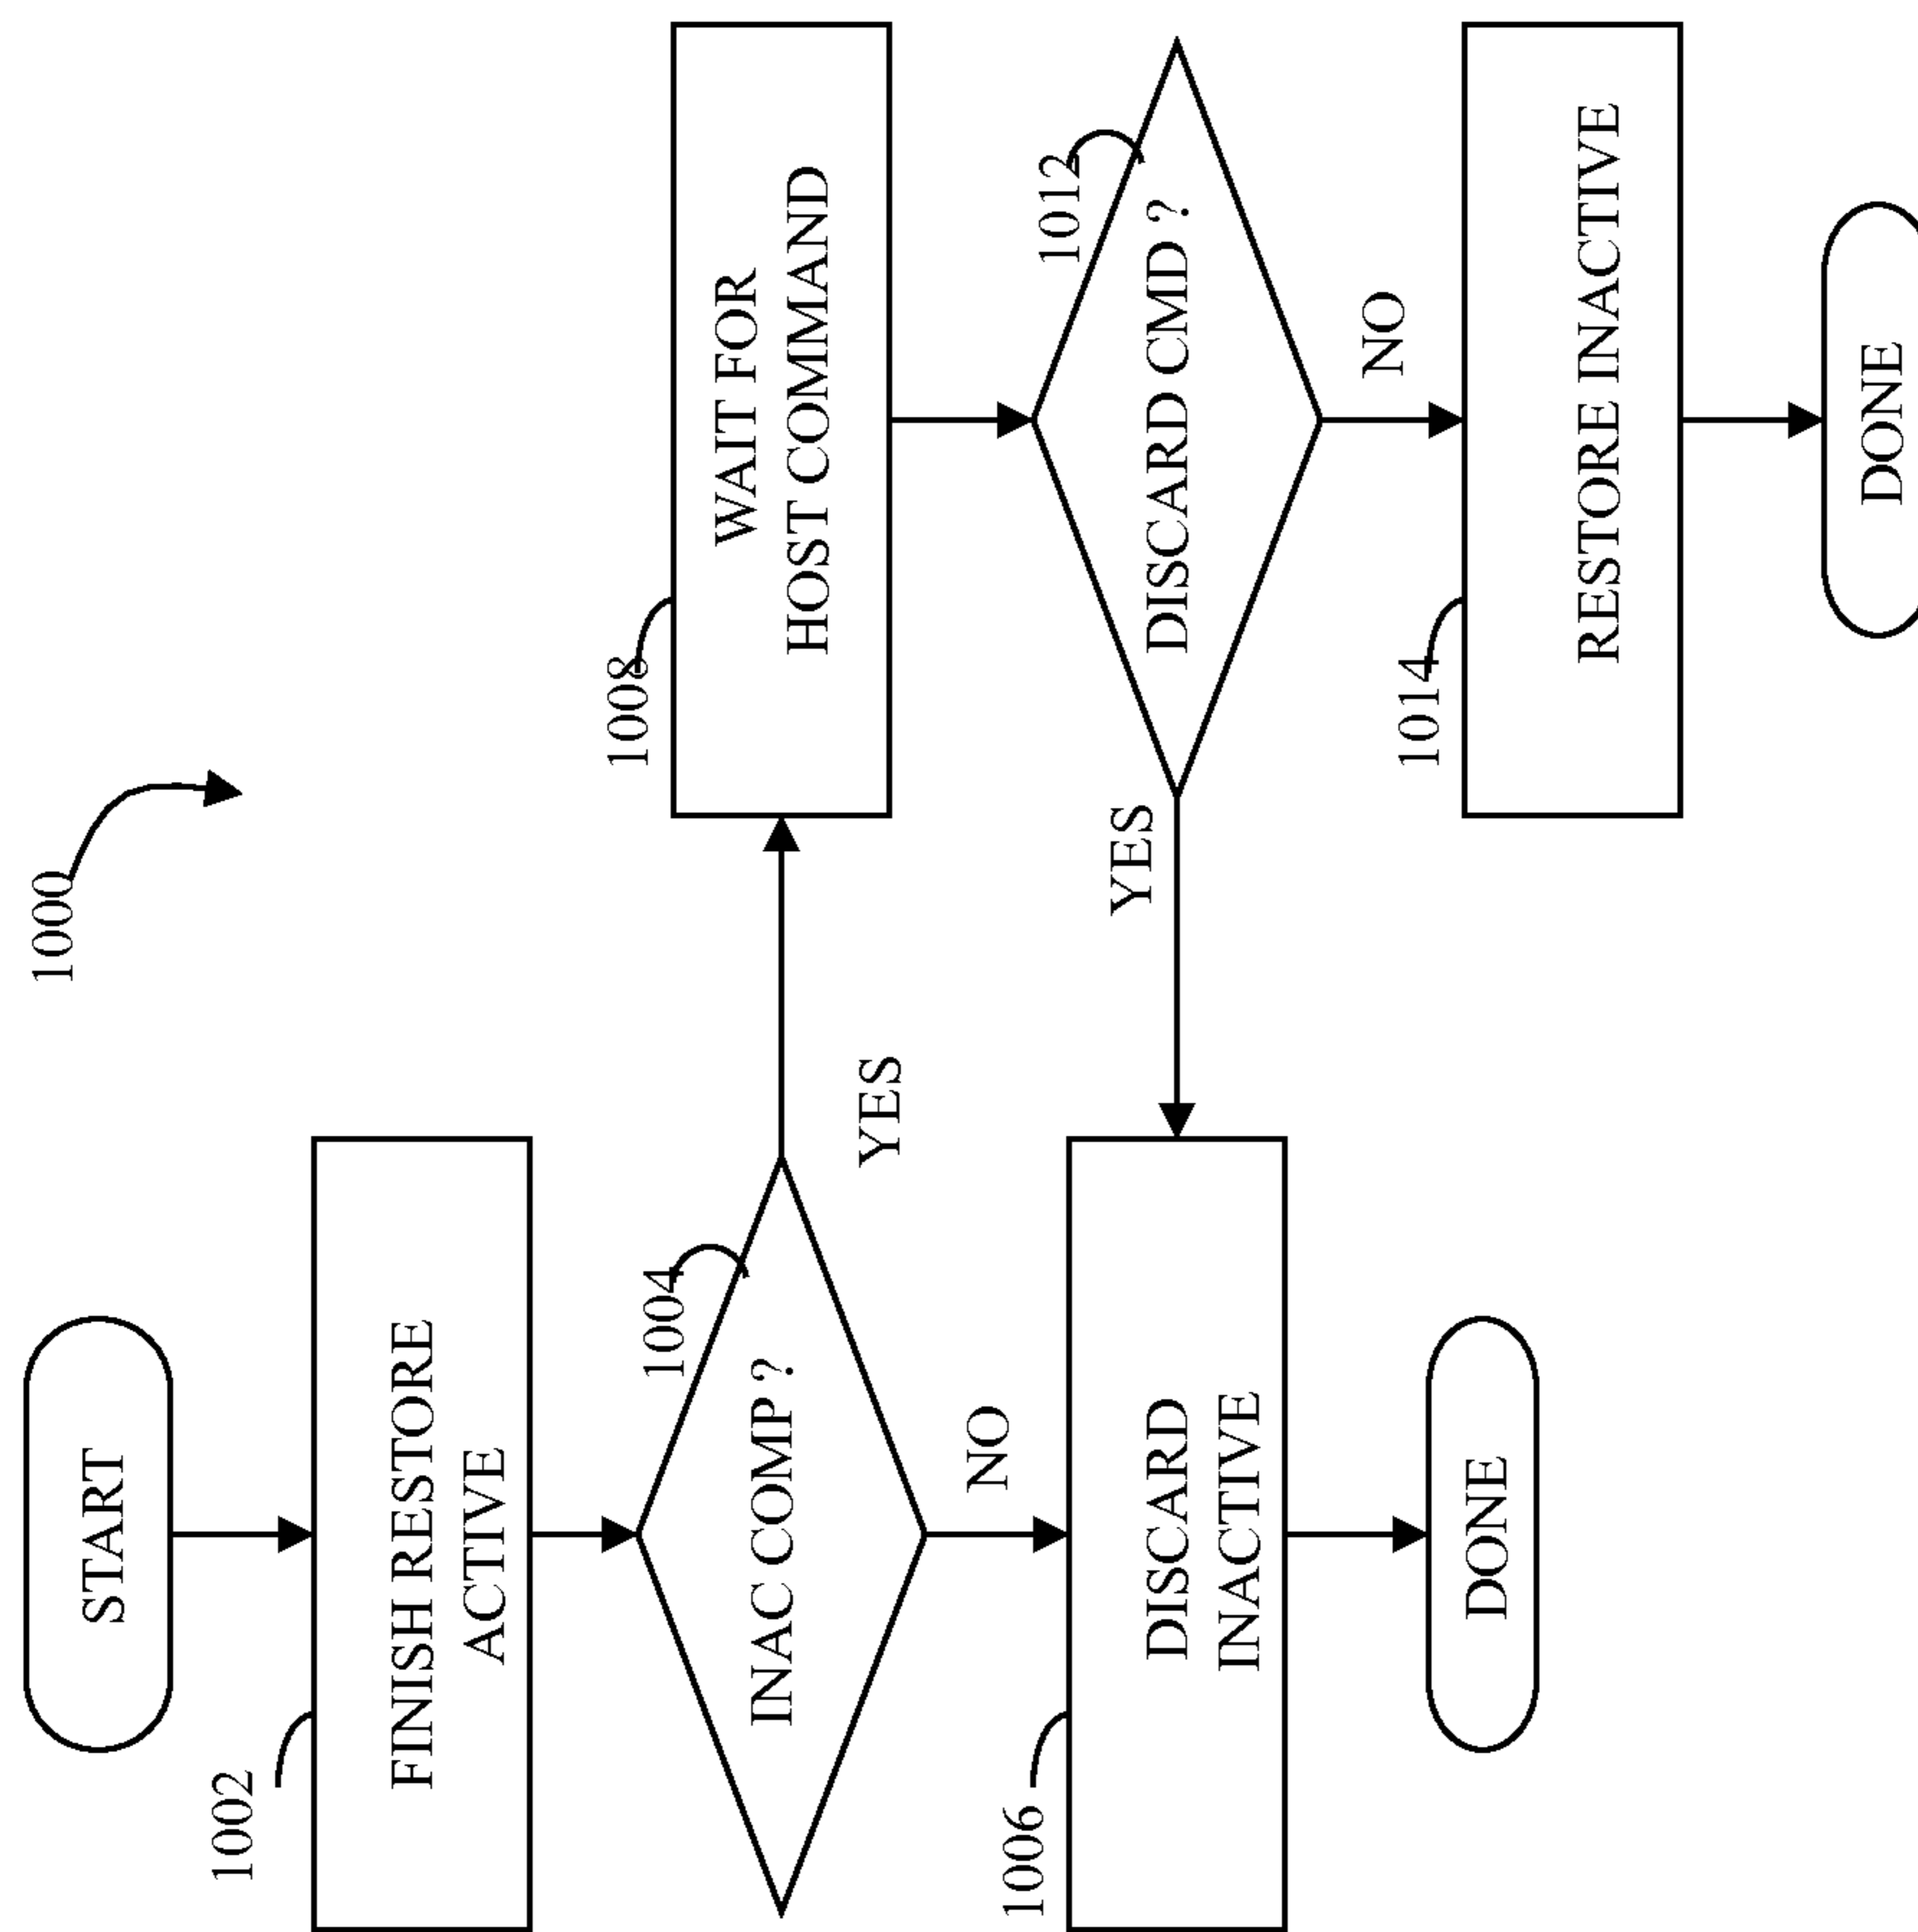 1000
START
1002
FINISH RESTORE
ACTIVE
1004
INAC COMP ?
YES
NO
1006
DISCARD
INACTIVE
DONE
1008
WAIT FOR
HOST COMMAND
1012
DISCARD CMD ?
YES
NO
1014
RESTORE INACTIVE
DONE